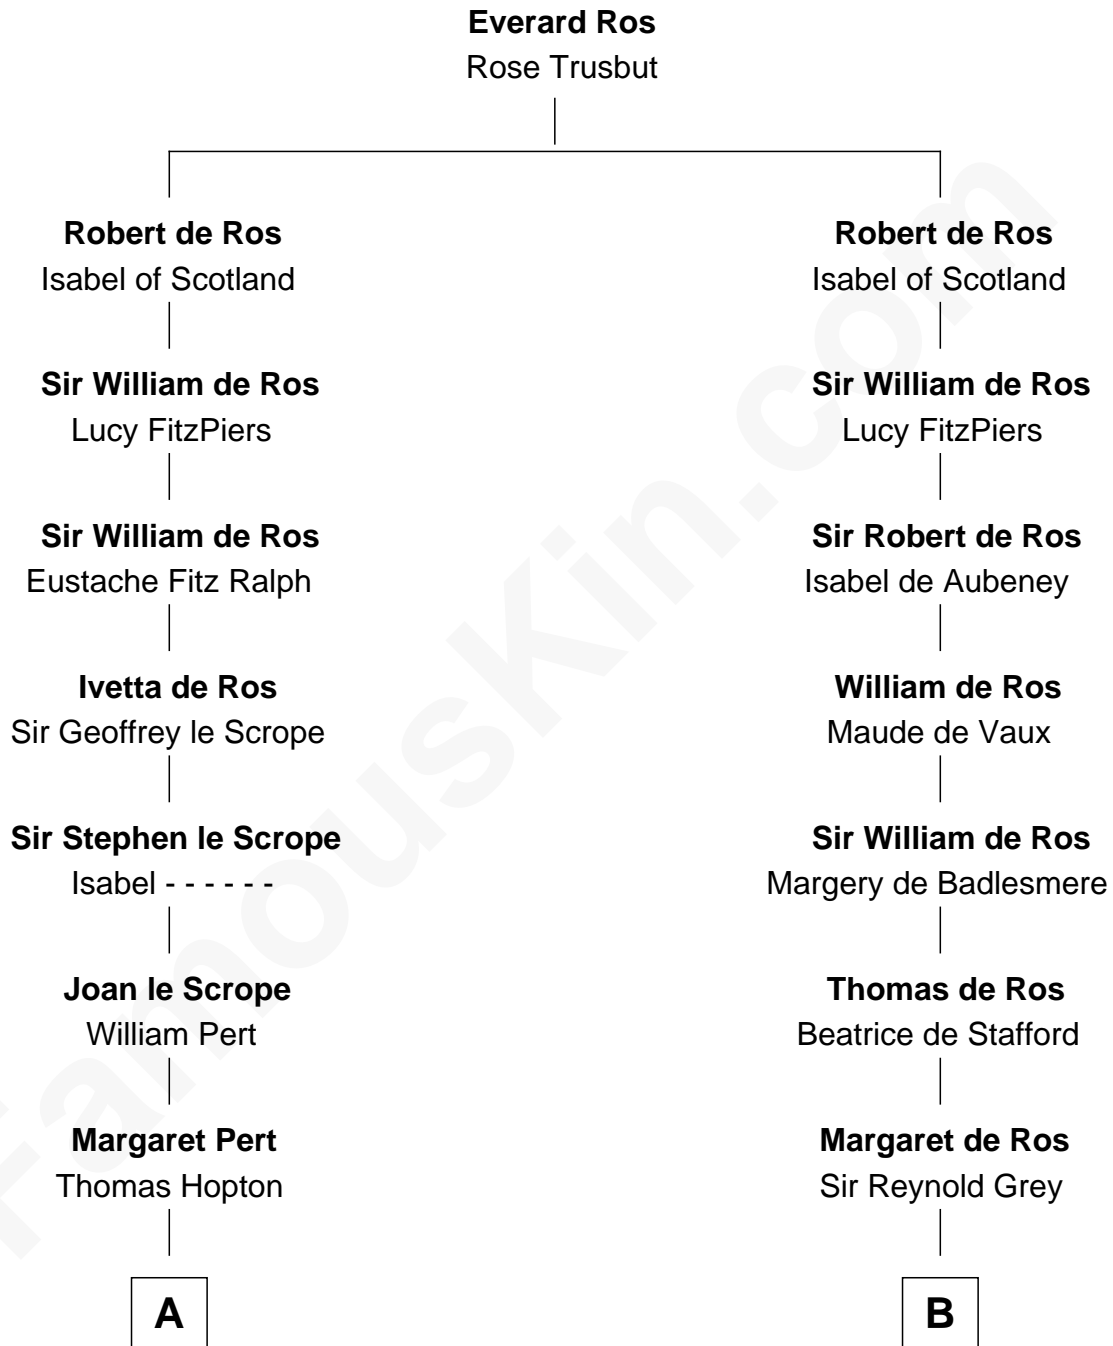 Everard Ros
Rose Trusbut
Robert de Ros
Isabel of Scotland
Sir William de Ros
Lucy FitzPiers
Sir William de Ros
Eustache Fitz Ralph
Ivetta de Ros
Sir Geoffrey le Scrope
Sir Stephen le Scrope
Isabel - - - - - -
Joan le Scrope
William Pert
Margaret Pert
Thomas Hopton
A
Robert de Ros
Isabel of Scotland
Sir William de Ros
Lucy FitzPiers
Sir Robert de Ros
Isabel de Aubeney
William de Ros
Maude de Vaux
Sir William de Ros
Margery de Badlesmere
Thomas de Ros
Beatrice de Stafford
Margaret de Ros
Sir Reynold Grey
B
FamousKin.com